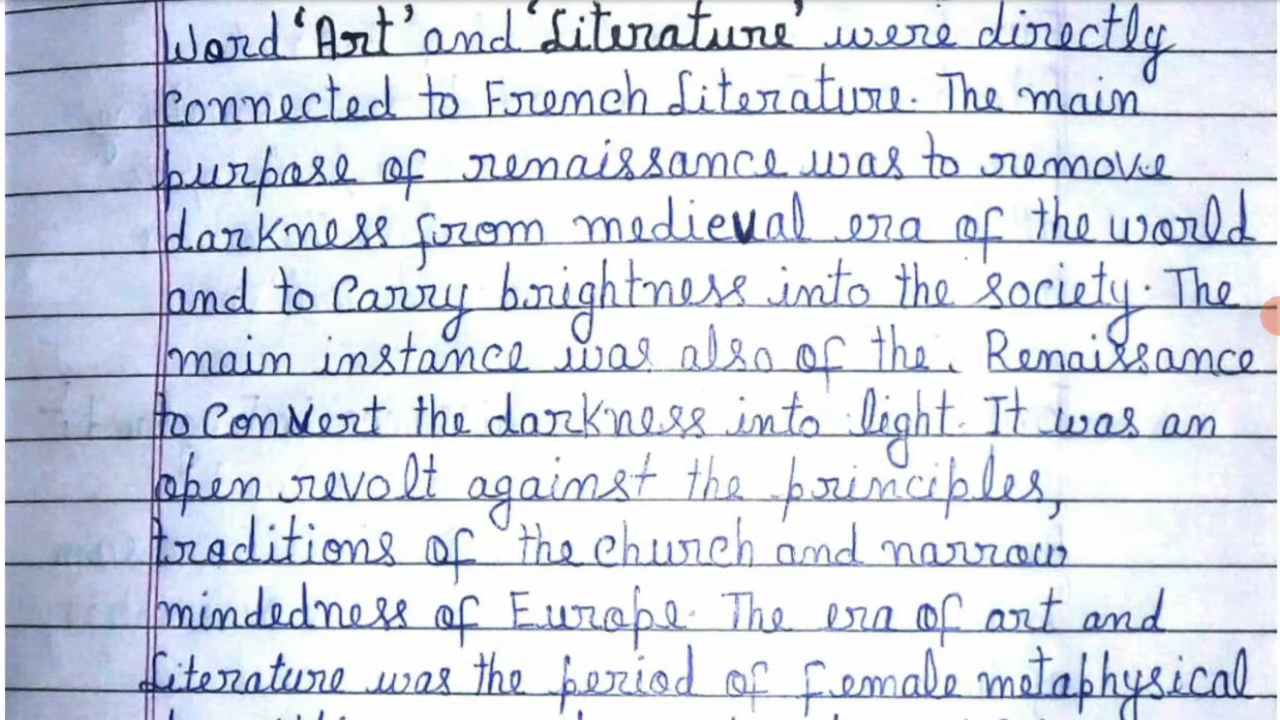 Word 'Art' and 'Literature' were directly
connected to French Literature. The main
purpose of renaissance was to remove
darkness from medieval era of the world
and to Carry brightness into the society. The
main instance was also of the. Renaissance
to Convert the darkness into light. It was an
open revolt against the principles,
traditions of the church and narrow
mindedness of Europe. The era of art and
Literature was the period of female metaphysical